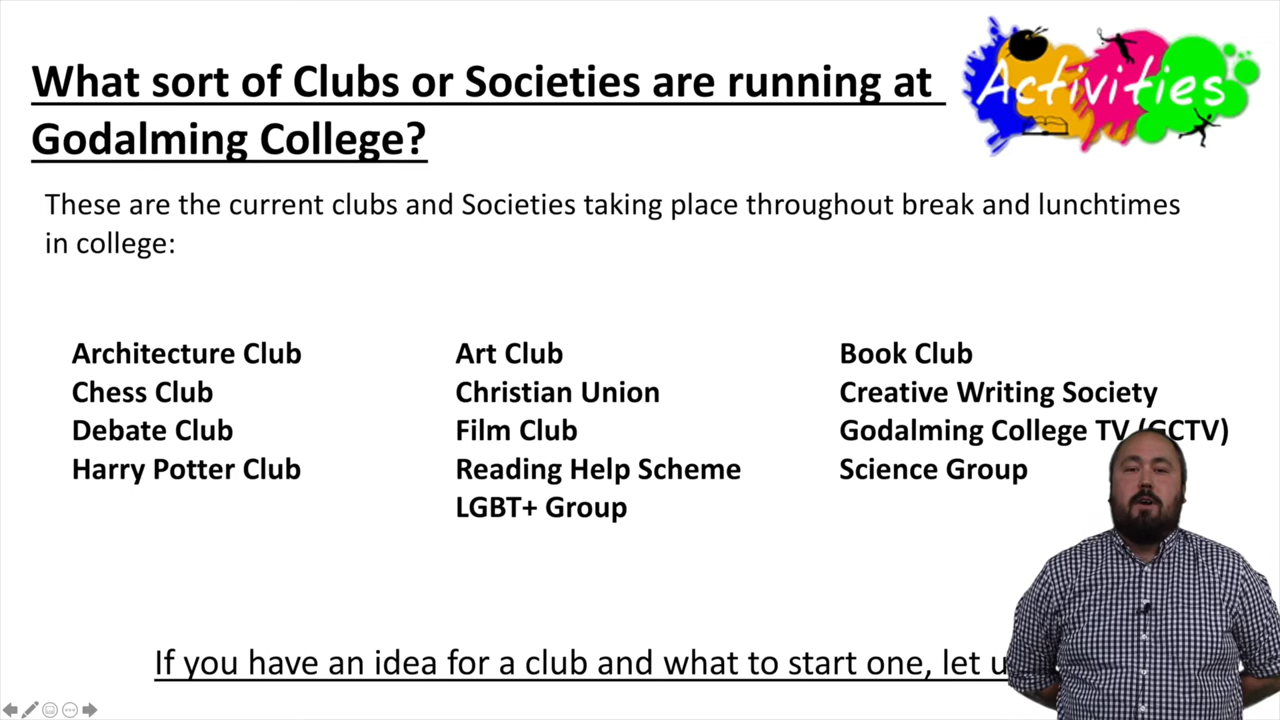 What sort of Clubs or Societies are running at
Godalming College?
Activities
These are the current clubs and Societies taking place throughout break and lunchtimes
in college:
Architecture Club
Chess Club
Debate Club
Harry Potter Club
Art Club
Christian Union
Film Club
Reading Help Scheme
LGBT+ Group
Book Club
Creative Writing Society
Godalming College TV (GCTV)
Science Group
If you have an idea for a club and what to start one, let